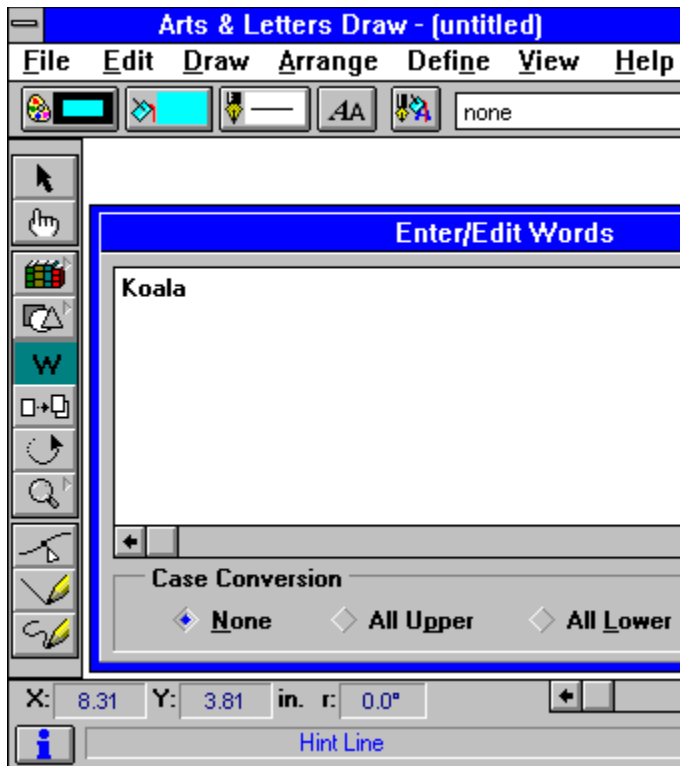 Arts & Letters Draw - (untitled)
File Edit Draw Arrange Define View Help
AA A none
Enter/Edit Words
Koala
W
Case Conversion
None All Upper All Lower
X: 8.31 Y: 3.81 in. r: 0.0°
i Hint Line